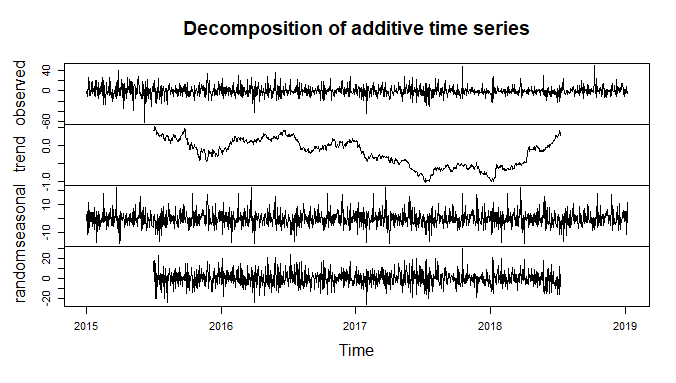 Decomposition of additive time series
observed
-60 0 40
trend
-1.0 0.0
seasonal
-10 10
random
-20 0 20
2015 2016 2017 2018 2019
Time